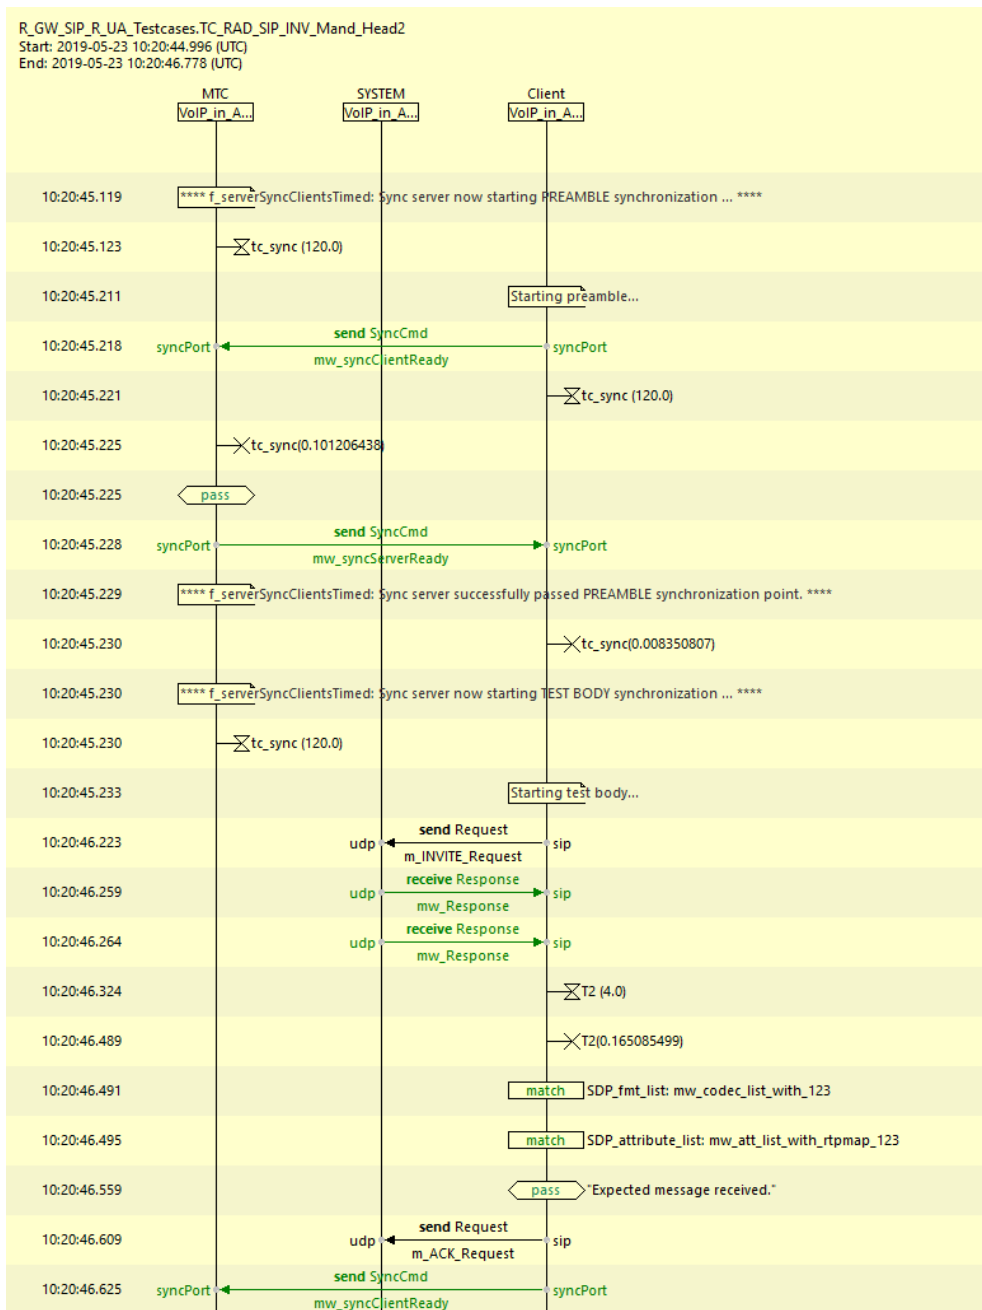 R_GW_SIP_R_UA_Testcases.TC_RAD_SIP_INV_Mand_Head2
Start: 2019-05-23 10:20:44.996 (UTC)
End: 2019-05-23 10:20:46.778 (UTC)
MTC SYSTEM Client
VoIP_in_A... VoIP_in_A... VoIP_in_A...
10:20:45.119 **** f_serverSyncClientsTimed: Sync server now starting PREAMBLE synchronization ... ****
10:20:45.123 tc_sync (120.0)
10:20:45.211 Starting preamble...
send SyncCmd
10:20:45.218 syncPort syncPort
mw_syncClientReady
10:20:45.221 tc_sync (120.0)
10:20:45.225 tc_sync(0.101206438)
10:20:45.225 pass
send SyncCmd
10:20:45.228 syncPort syncPort
mw_syncServerReady
10:20:45.229 **** f_serverSyncClientsTimed: Sync server successfully passed PREAMBLE synchronization point. ****
10:20:45.230 tc_sync(0.008350807)
10:20:45.230 **** f_serverSyncClientsTimed: Sync server now starting TEST BODY synchronization ... ****
10:20:45.230 tc_sync (120.0)
10:20:45.233 Starting test body...
send Request
10:20:46.223 udp sip
m_INVITE_Request
receive Response
10:20:46.259 udp sip
mw_Response
receive Response
10:20:46.264 udp sip
mw_Response
10:20:46.324 T2 (4.0)
10:20:46.489 T2(0.165085499)
10:20:46.491 match SDP_fmt_list: mw_codec_list_with_123
10:20:46.495 match SDP_attribute_list: mw_att_list_with_rtpmap_123
10:20:46.559 pass "Expected message received."
send Request
10:20:46.609 udp sip
m_ACK_Request
send SyncCmd
10:20:46.625 syncPort syncPort
mw_syncClientReady